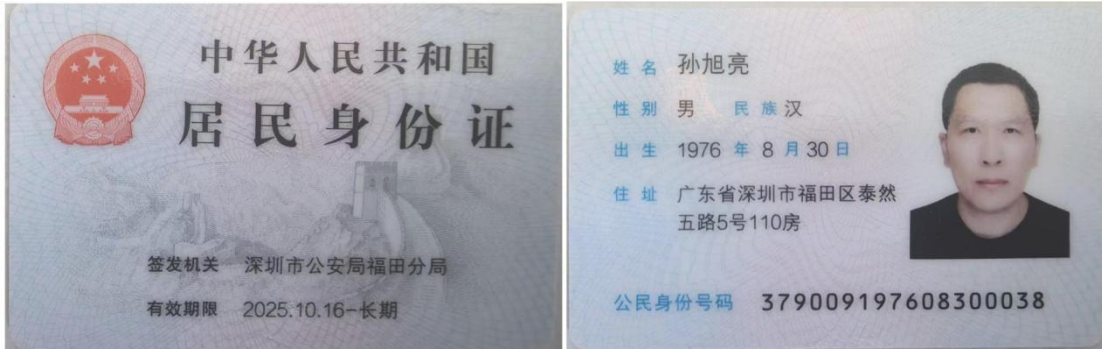 中华人民共和国
居民身份证
签发机关 深圳市公安局福田分局
有效期限 2025.10.16-长期
姓名 孙旭亮
性别 男 民族 汉
出生 1976 年 8 月 30 日
住址 广东省深圳市福田区泰然
五路5号110房
公民身份号码 379009197608300038